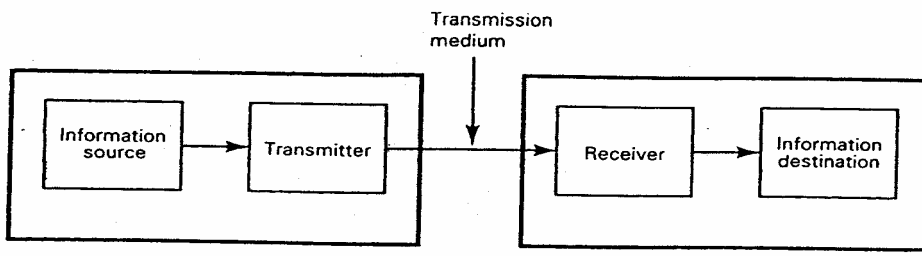 Transmission
medium
Information
source
Transmitter
Receiver
Information
destination